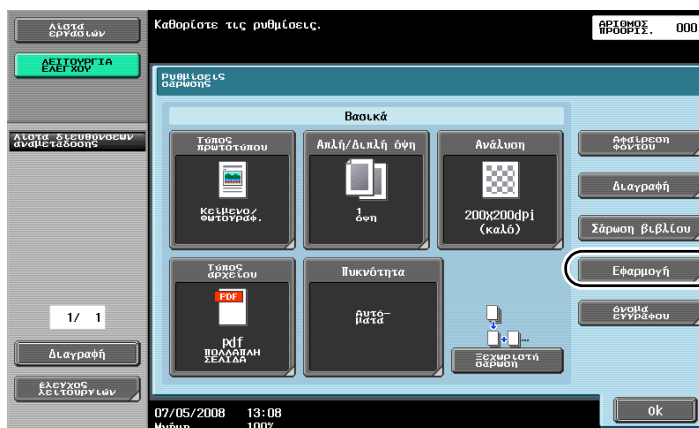 Λίστα
εργασιών
Καθορίστε τις ρυθμίσεις.
ΑΡΙΘΜΟΣ
ΠΡΟΟΡΙΣ.
000
ΛΕΙΤΟΥΡΓΙΑ
ΕΛΕΓΧΟΥ
Ρυθμίσεις
σάρωσης
Βασικά
Λίστα διευθύνσεων
αναμετάδοσης
Τύπος
πρωτοτύπου
Απλή/Διπλή όψη
Ανάλυση
Αφαίρεση
φόντου
Κείμενο/
Φωτογραφ.
1
όψη
200X200dpi
(καλό)
Διαγραφή
Σάρωση βιβλίου
Εφαρμογή
Τύπος
αρχείου
Πυκνότητα
PDF
pdf
ΠΟΛΛΑΠΛΗ
ΣΕΛΙΔΑ
Αυτό-
ματα
Όνομα
εγγράφου
1/ 1
Διαγραφή
Ξεχωριστή
σάρωση
Έλεγχος
λειτουργιών
ok
07/05/2008 13:08
Μνήμη 100%